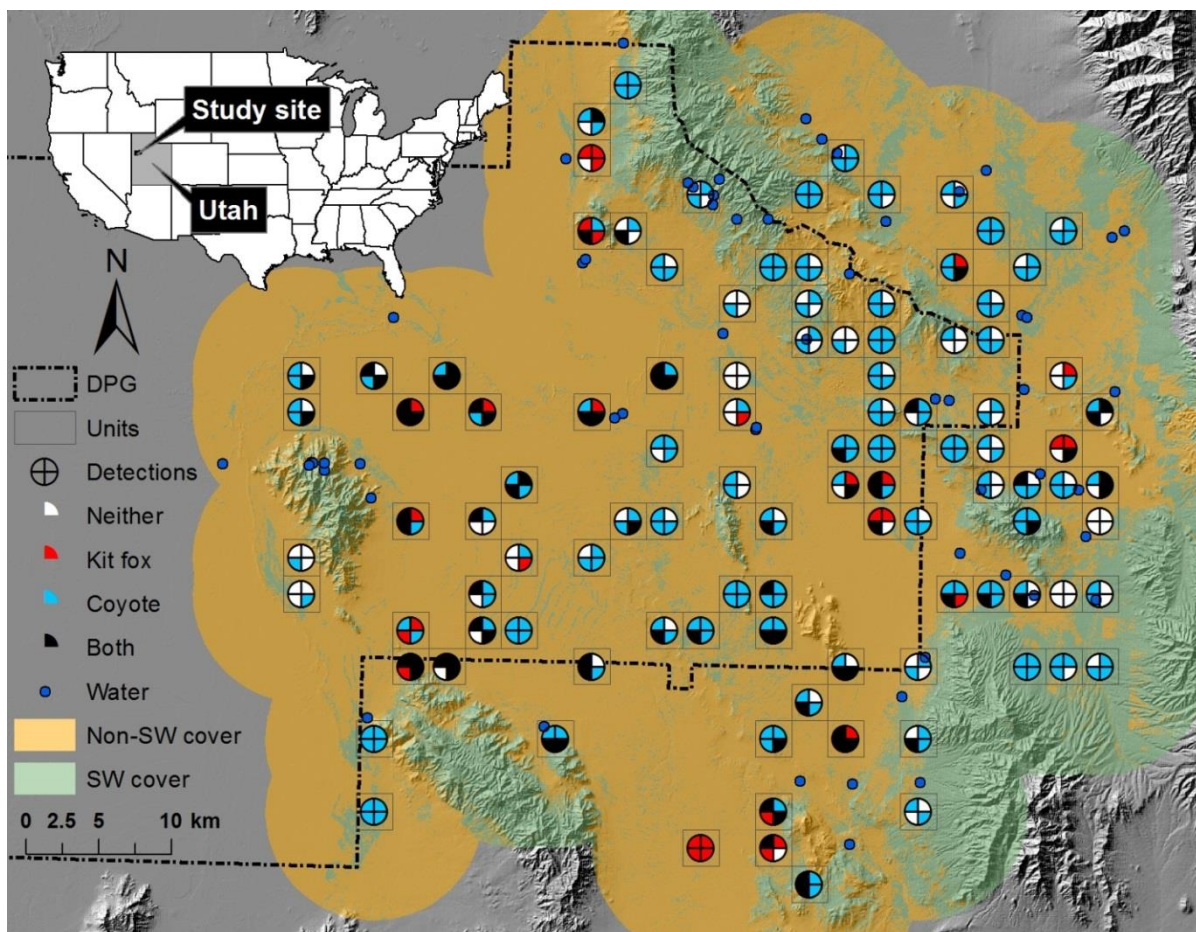 Study site
Utah
N
DPG
Units
Detections
Neither
Kit fox
Coyote
Both
Water
Non-SW cover
SW cover
0 2.5 5 10 km